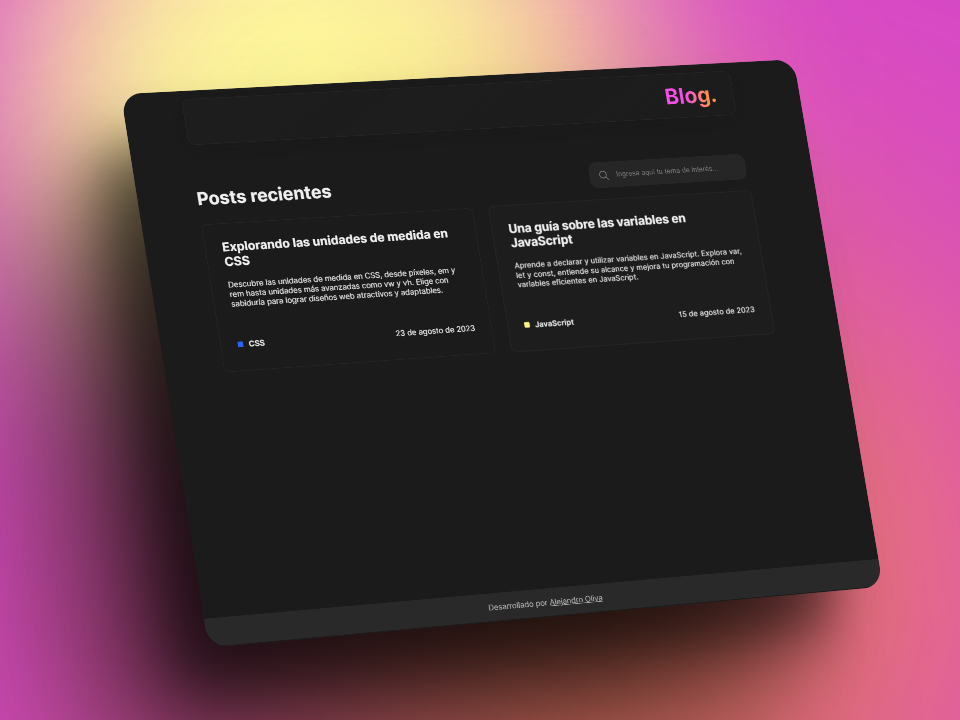 Blog.
Posts recientes
Ingrese aquí tu tema de interés...
Explorando las unidades de medida en
CSS
Descubre las unidades de medida en CSS, desde píxeles, em y
rem hasta unidades más avanzadas como vw y vh. Elige con
sabiduría para lograr diseños web atractivos y adaptables.
CSS
23 de agosto de 2023
Una guía sobre las variables en
JavaScript
Aprende a declarar y utilizar variables en JavaScript. Explora var,
let y const, entiende su alcance y mejora tu programación con
variables eficientes en JavaScript.
JavaScript
15 de agosto de 2023
Desarrollado por Alejandro Oliva